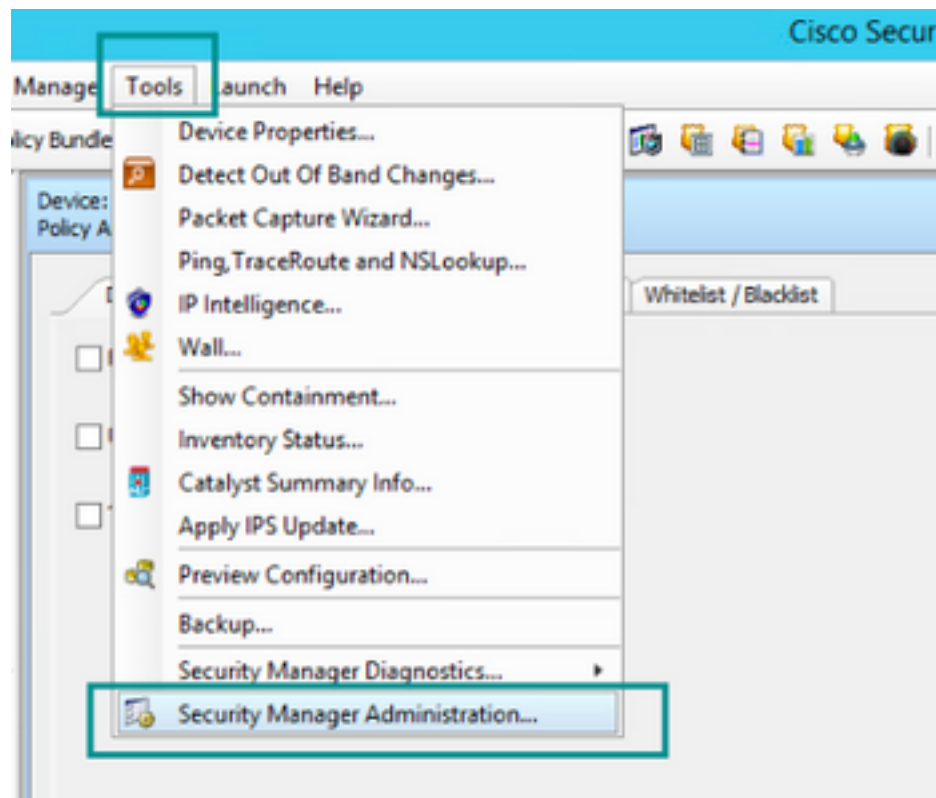 Cisco Secur
Manage Tools Launch Help
licy Bundle
Device Properties...
Detect Out Of Band Changes...
Device:
Policy A
Packet Capture Wizard...
Ping,TraceRoute and NSLookup...
IP Intelligence...
Whitelist / Blacklist
Wall...
Show Containment...
Inventory Status...
Catalyst Summary Info...
Apply IPS Update...
Preview Configuration...
Backup...
Security Manager Diagnostics...
Security Manager Administration...